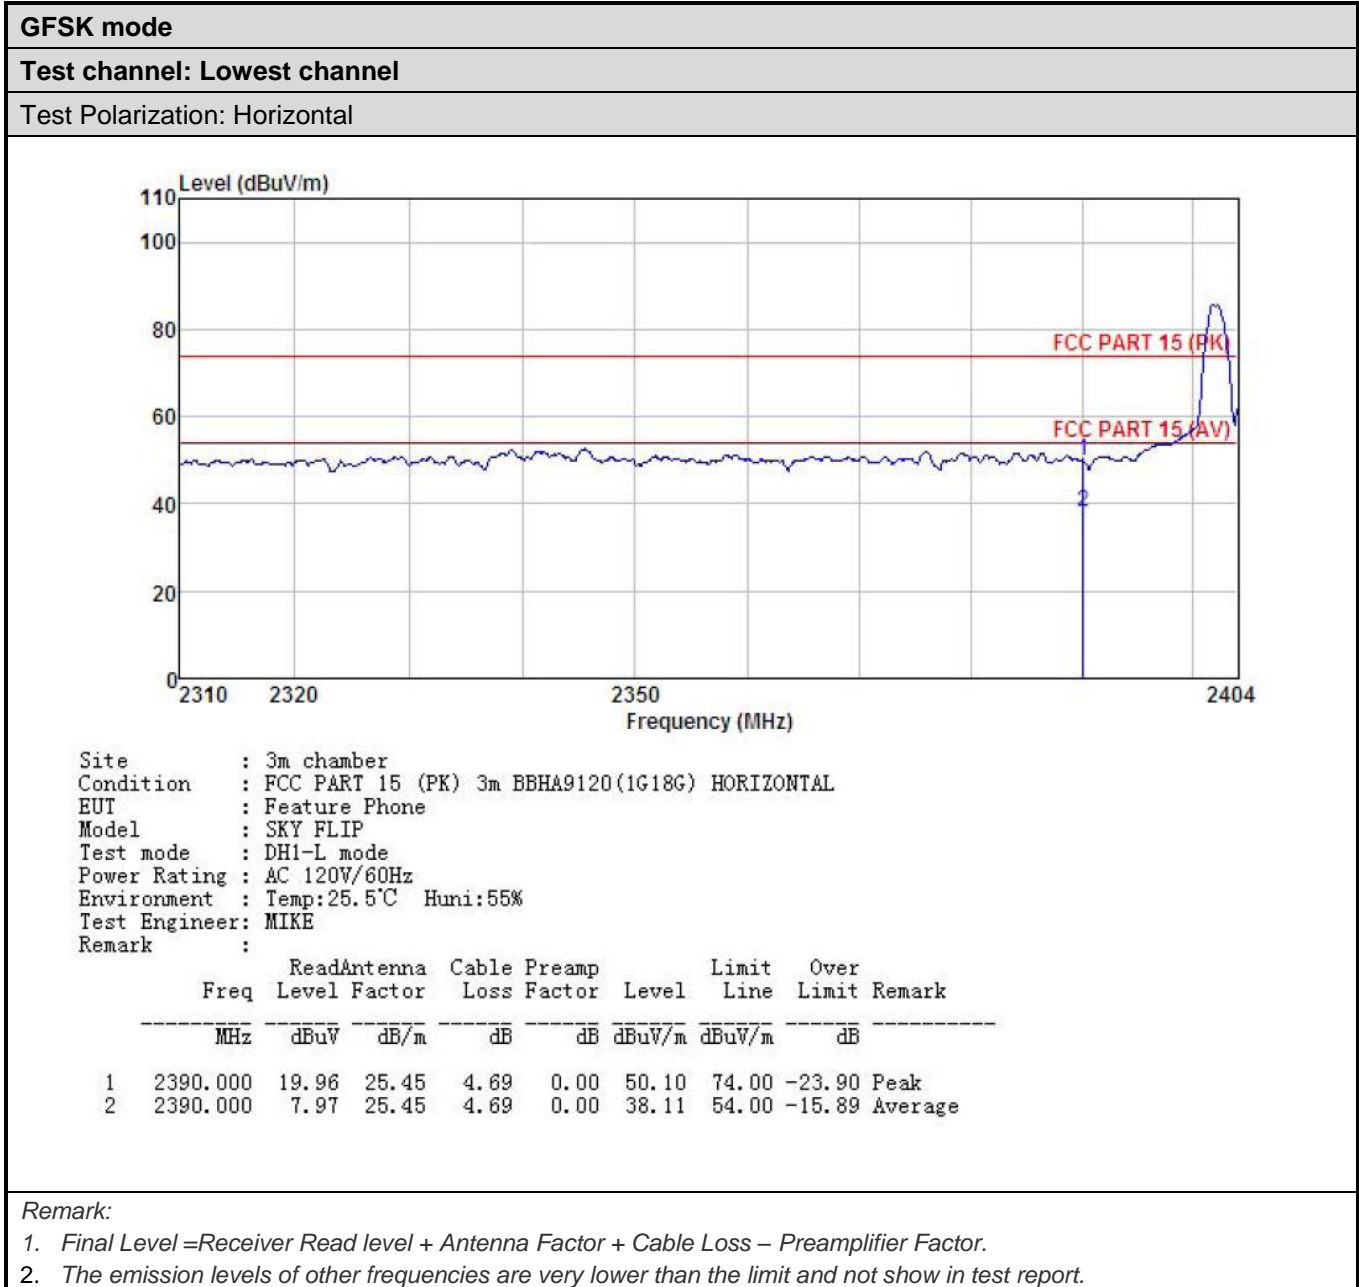 GFSK mode
Test channel: Lowest channel
Test Polarization: Horizontal
Level (dBuV/m)
110
100
80
FCC PART 15 (PK)
60
FCC PART 15 (AV)
1
40
2
20
0
2310 2320 2350 2404
Frequency (MHz)
Site : 3m chamber
Condition : FCC PART 15 (PK) 3m BBHA9120(1G18G) HORIZONTAL
EUT : Feature Phone
Model : SKY FLIP
Test mode : DH1-L mode
Power Rating : AC 120V/60Hz
Environment : Temp:25.5℃ Huni:55%
Test Engineer: MIKE
Remark :
ReadAntenna Cable Preamp Limit Over
Freq Level Factor Loss Factor Level Line Limit Remark
MHz dBuV dB/m dB dB dBuV/m dBuV/m dB
1 2390.000 19.96 25.45 4.69 0.00 50.10 74.00 -23.90 Peak
2 2390.000 7.97 25.45 4.69 0.00 38.11 54.00 -15.89 Average
Remark:
1. Final Level =Receiver Read level + Antenna Factor + Cable Loss – Preamplifier Factor.
2. The emission levels of other frequencies are very lower than the limit and not show in test report.